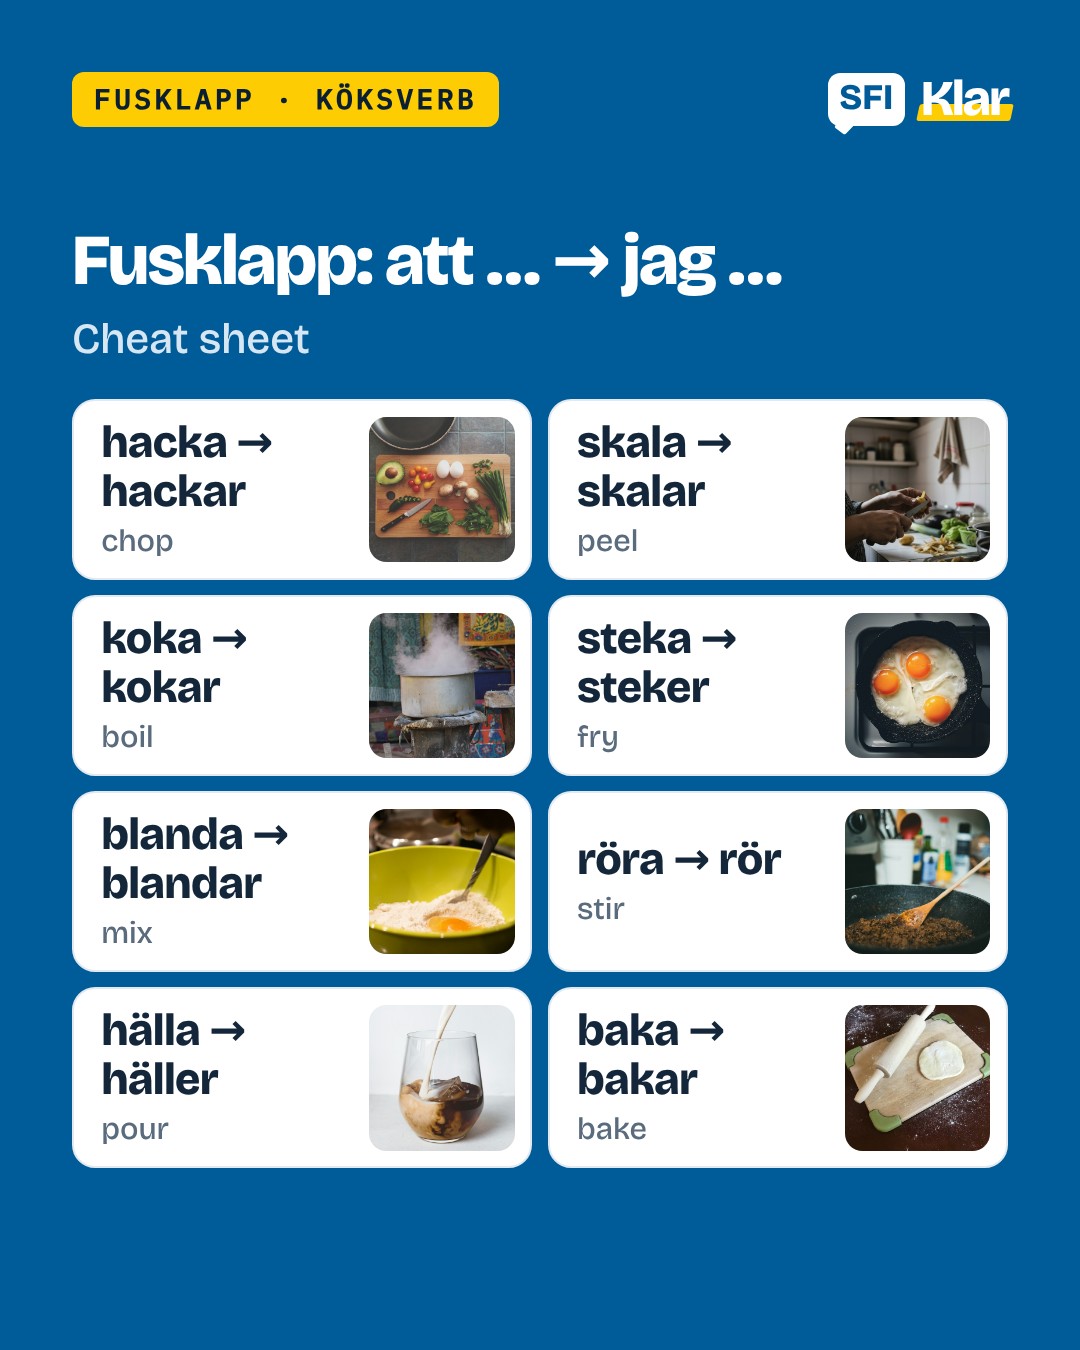 FUSKLAPP · KÖKSVERB
SFI Klar
Fusklapp: att ... → jag ...
Cheat sheet
hacka →
hackar
chop
skala →
skalar
peel
koka →
kokar
boil
steka →
steker
fry
blanda →
blandar
mix
röra → rör
stir
hälla →
häller
pour
baka →
bakar
bake